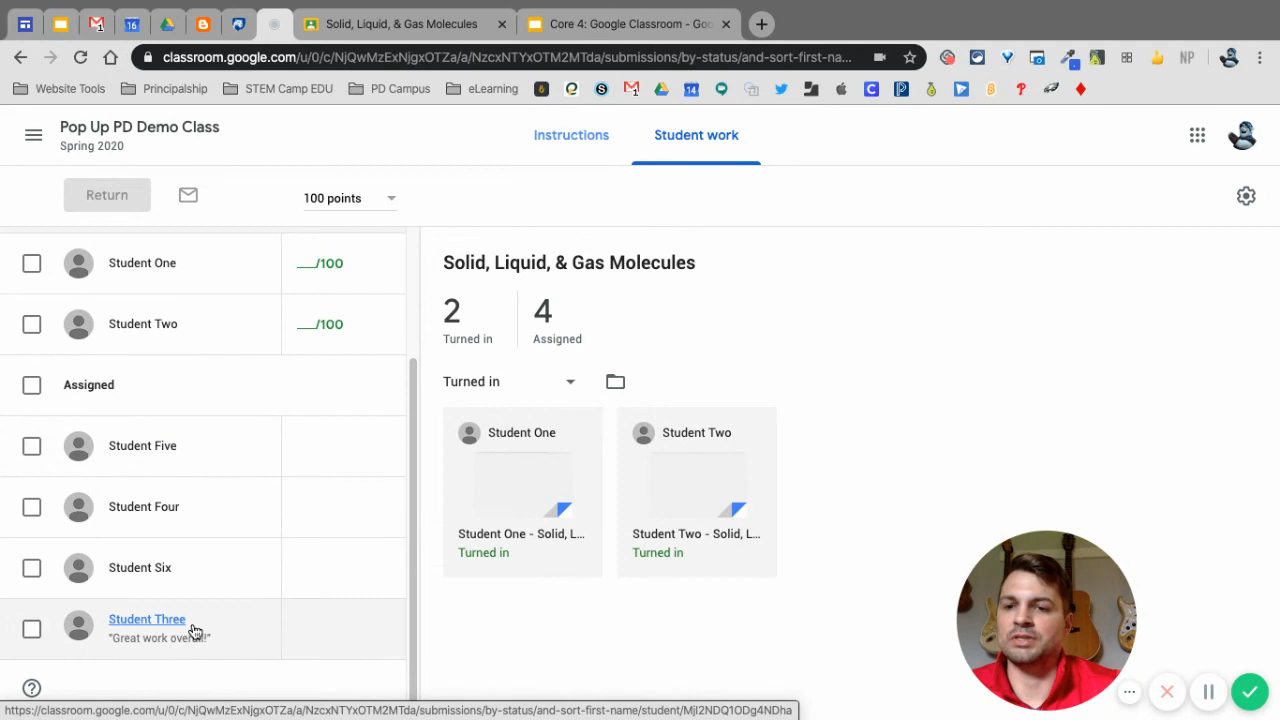 Solid, Liquid, & Gas Molecules
Core 4: Google Classroom - Goo
classroom.google.com/u/0/c/NjQwMzExNjgxOTZa/a/NzcxNTYxOTM2MTda/submissions/by-status/and-sort-first-na...
NP
Website Tools
Principalship
STEM Camp EDU
PD Campus
eLearning
Pop Up PD Demo Class
Spring 2020
Instructions
Student work
Return
100 points
Student One
___/100
Student Two
___/100
Assigned
Student Five
Student Four
Student Six
Student Three
"Great work overall!"
Solid, Liquid, & Gas Molecules
2
Turned in
4
Assigned
Turned in
Student One
Student One - Solid, L...
Turned in
Student Two
Student Two - Solid, L...
Turned in
https://classroom.google.com/u/0/c/NjQwMzExNjgxOTZa/a/NzcxNTYxOTM2MTda/submissions/by-status/and-sort-first-name/student/MjI2NDQ1ODg4NDha